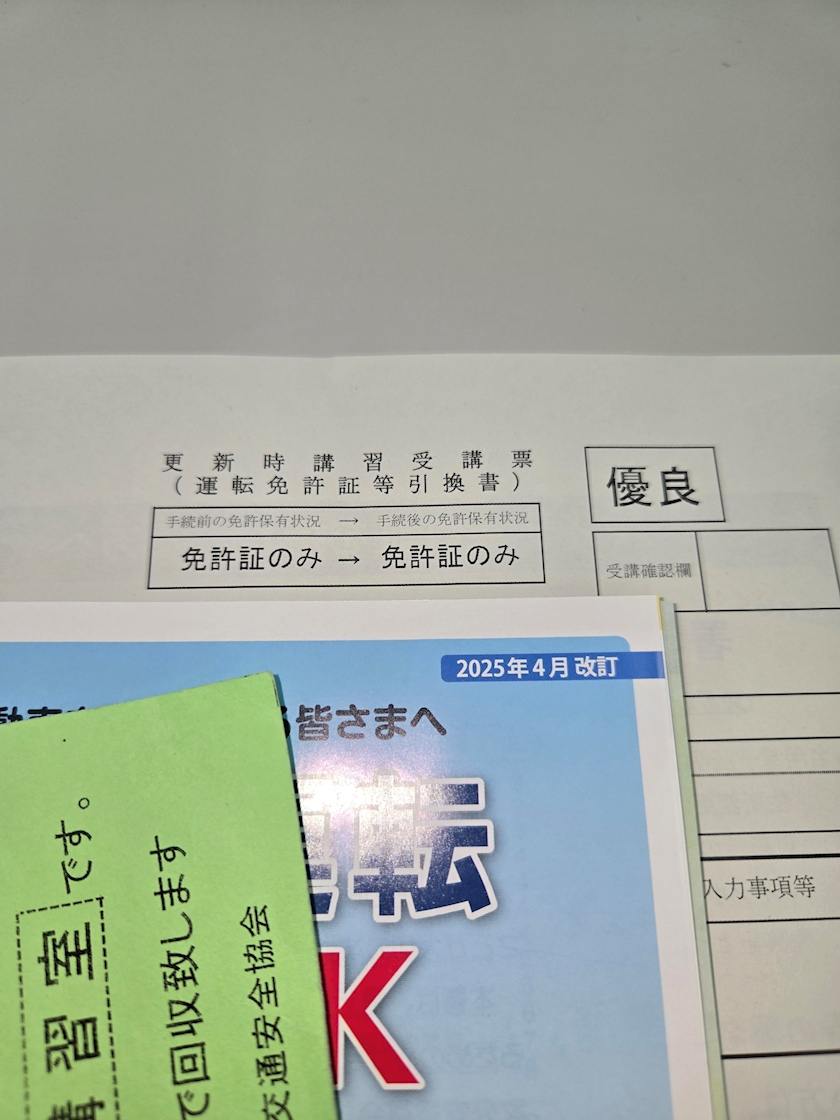 更新時講習受講票
(運転免許証等引換書)
優良
手続前の免許保有状況 → 手続後の免許保有状況
免許証のみ → 免許証のみ
受講確認欄
2025年4月 改訂
皆さまへ
転
K
入力事項等
講習室です。
で回収致します
交通安全協会